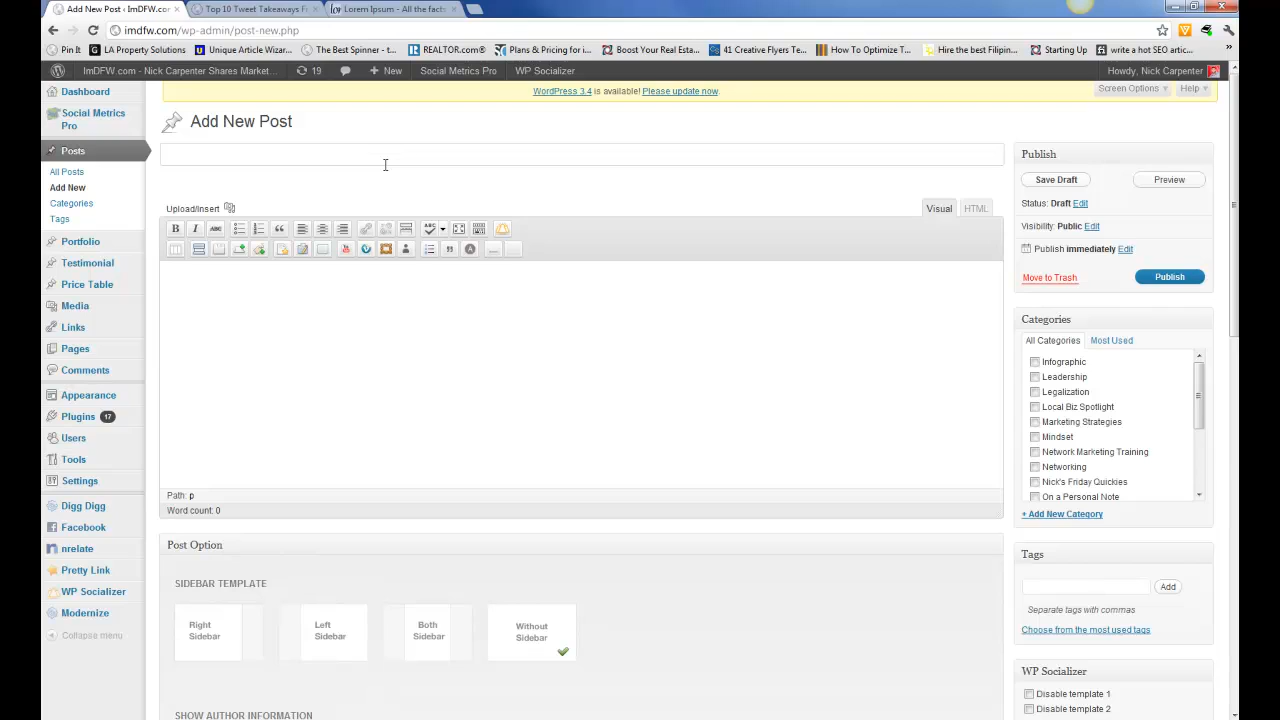 Add New Post ‹ ImDFW.com
Top 10 Tweet Takeaways F
Lorem Ipsum - All the facts
imdfw.com/wp-admin/post-new.php
Pin It
LA Property Solutions
Unique Article Wizar...
The Best Spinner - t...
REALTOR.com®
Plans & Pricing for i...
Boost Your Real Esta...
41 Creative Flyers Te...
How To Optimize T...
Hire the best Filipin...
Starting Up
write a hot SEO artic...
ImDFW.com - Nick Carpenter Shares Market...
19
New
Social Metrics Pro
WP Socializer
Howdy, Nick Carpenter
WordPress 3.4 is available! Please update now.
Screen Options
Help
Dashboard
Social Metrics Pro
Posts
All Posts
Add New
Categories
Tags
Portfolio
Testimonial
Price Table
Media
Links
Pages
Comments
Appearance
Plugins 17
Users
Tools
Settings
Digg Digg
Facebook
nrelate
Pretty Link
WP Socializer
Modernize
Collapse menu
Add New Post
Upload/Insert
Visual
HTML
B I ABC
Path: p
Word count: 0
Post Option
SIDEBAR TEMPLATE
Right Sidebar
Left Sidebar
Both Sidebar
Without Sidebar
SHOW AUTHOR INFORMATION
Publish
Save Draft
Preview
Status: Draft Edit
Visibility: Public Edit
Publish immediately Edit
Move to Trash
Publish
Categories
All Categories
Most Used
Infographic
Leadership
Legalization
Local Biz Spotlight
Marketing Strategies
Mindset
Network Marketing Training
Networking
Nick's Friday Quickies
On a Personal Note
+ Add New Category
Tags
Add
Separate tags with commas
Choose from the most used tags
WP Socializer
Disable template 1
Disable template 2